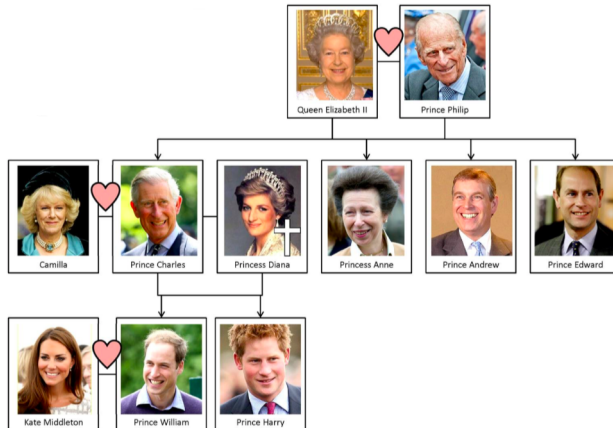 Queen Elizabeth II
Prince Philip
Camilla
Prince Charles
Princess Diana
Princess Anne
Prince Andrew
Prince Edward
Kate Middleton
Prince William
Prince Harry